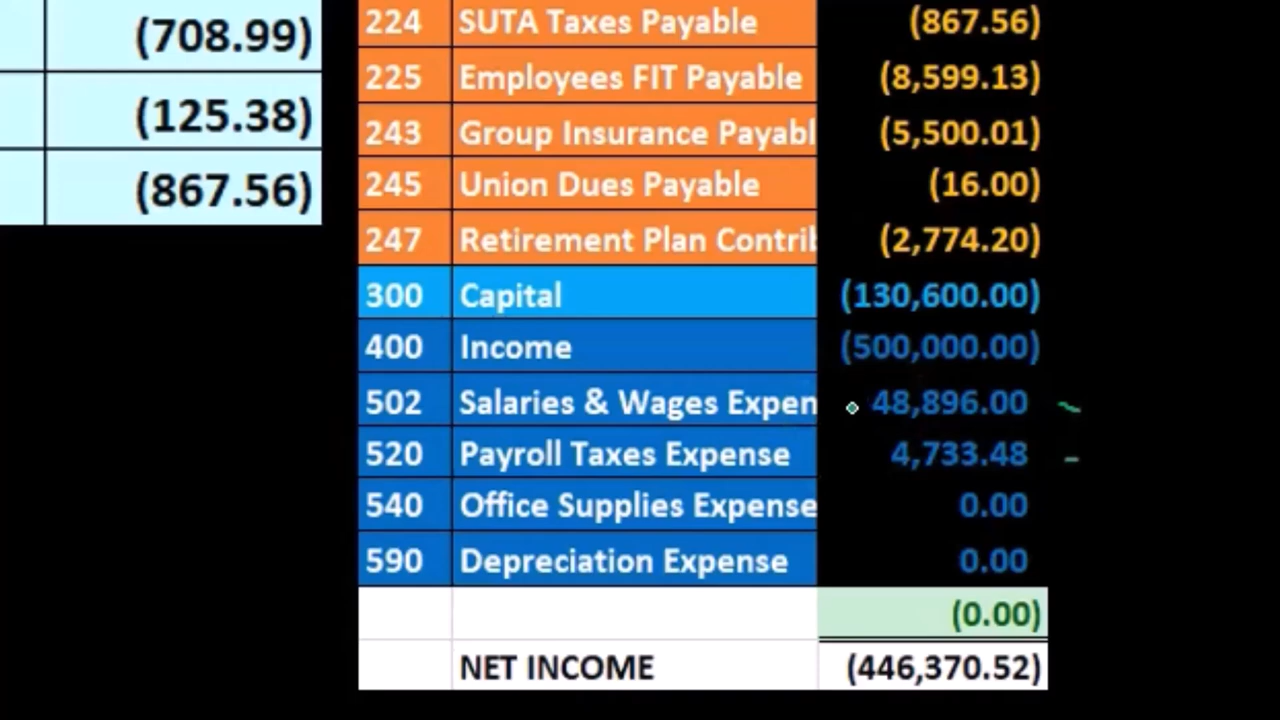 (708.99)
(125.38)
(867.56)
224 SUTA Taxes Payable (867.56)
225 Employees FIT Payable (8,599.13)
243 Group Insurance Payabl (5,500.01)
245 Union Dues Payable (16.00)
247 Retirement Plan Contrib (2,774.20)
300 Capital (130,600.00)
400 Income (500,000.00)
502 Salaries & Wages Expen 48,896.00
520 Payroll Taxes Expense 4,733.48
540 Office Supplies Expense 0.00
590 Depreciation Expense 0.00
(0.00)
NET INCOME (446,370.52)